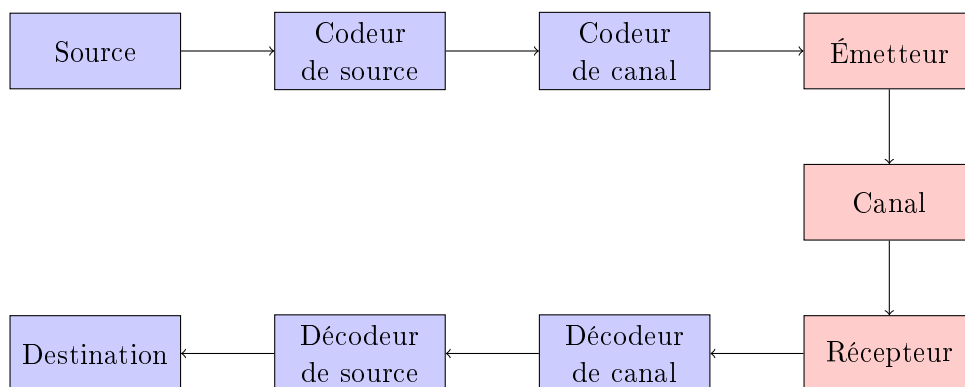 Source
Codeur
de source
Codeur
de canal
Émetteur
Canal
Récepteur
Décodeur
de canal
Décodeur
de source
Destination